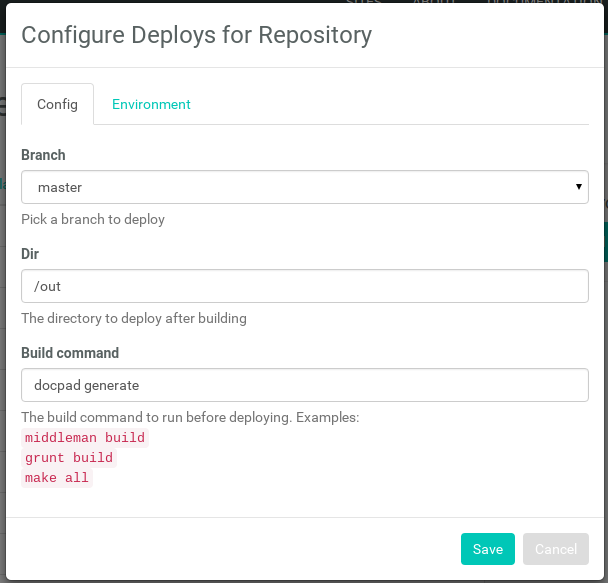 SITES ABOUT DOCUMENTATION
Configure Deploys for Repository
Config Environment
Branch
master
Pick a branch to deploy
Dir
/out
The directory to deploy after building
Build command
docpad generate
The build command to run before deploying. Examples:
middleman build
grunt build
make all
Save Cancel